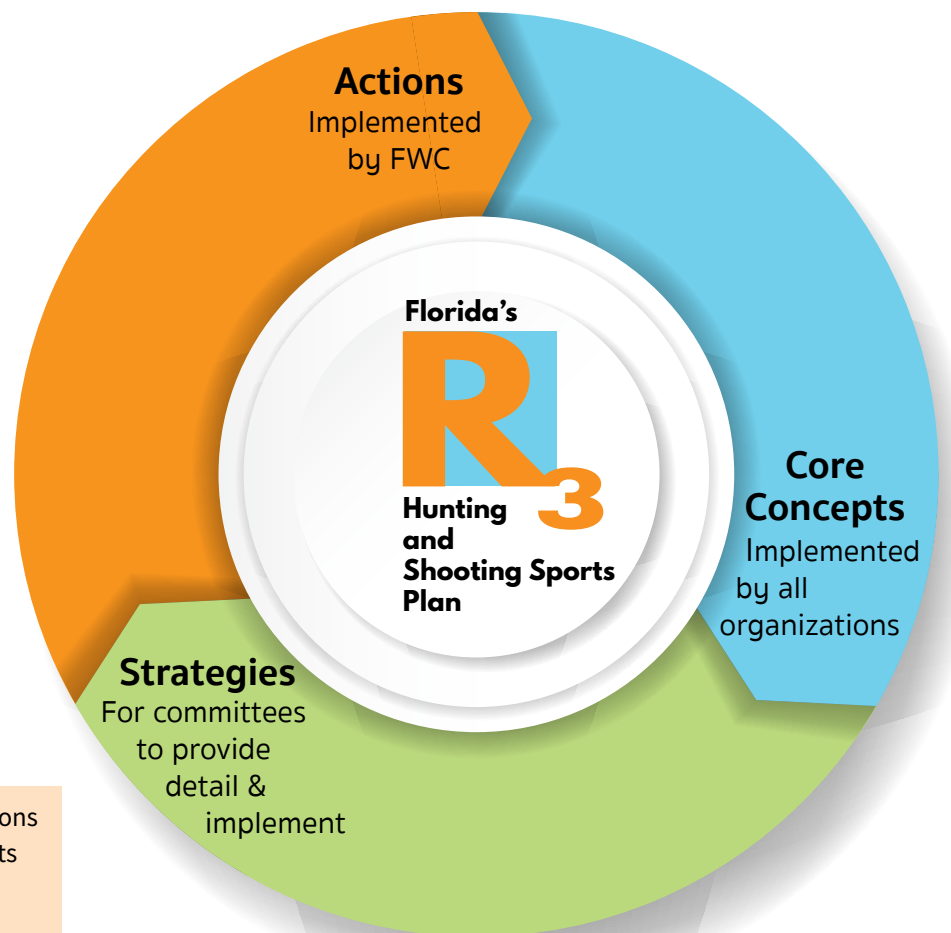 Actions
Implemented
by FWC
Florida's
R3
Hunting
and
Shooting Sports
Plan
Core
Concepts
Implemented
by all
organizations
Strategies
For committees
to provide
detail &
implement